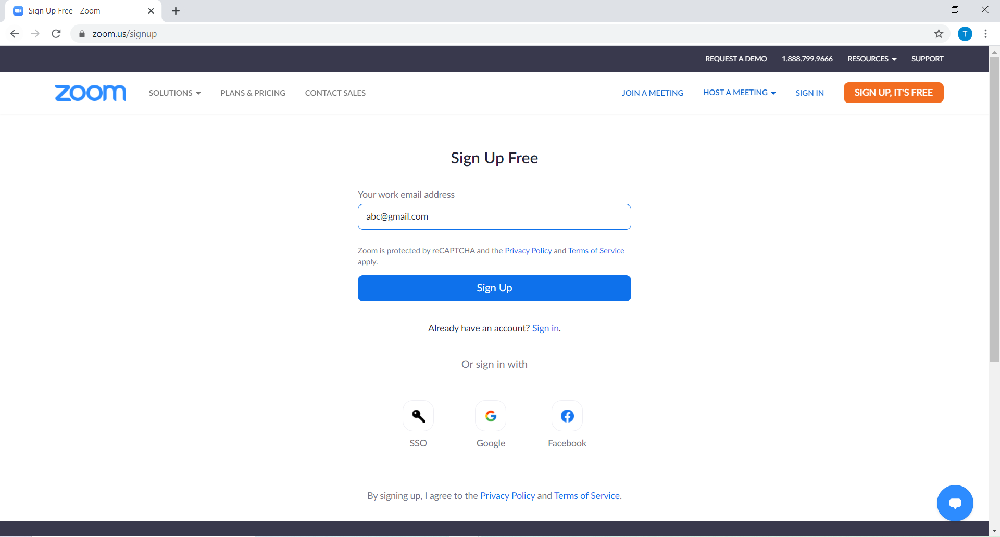 Sign Up Free - Zoom
zoom.us/signup
T
REQUEST A DEMO 1.888.799.9666 RESOURCES SUPPORT
zoom SOLUTIONS PLANS & PRICING CONTACT SALES JOIN A MEETING HOST A MEETING SIGN IN SIGN UP, IT'S FREE
Sign Up Free
Your work email address
abc@gmail.com
Zoom is protected by reCAPTCHA and the Privacy Policy and Terms of Service
apply.
Sign Up
Already have an account? Sign in.
Or sign in with
SSO Google Facebook
By signing up, I agree to the Privacy Policy and Terms of Service.